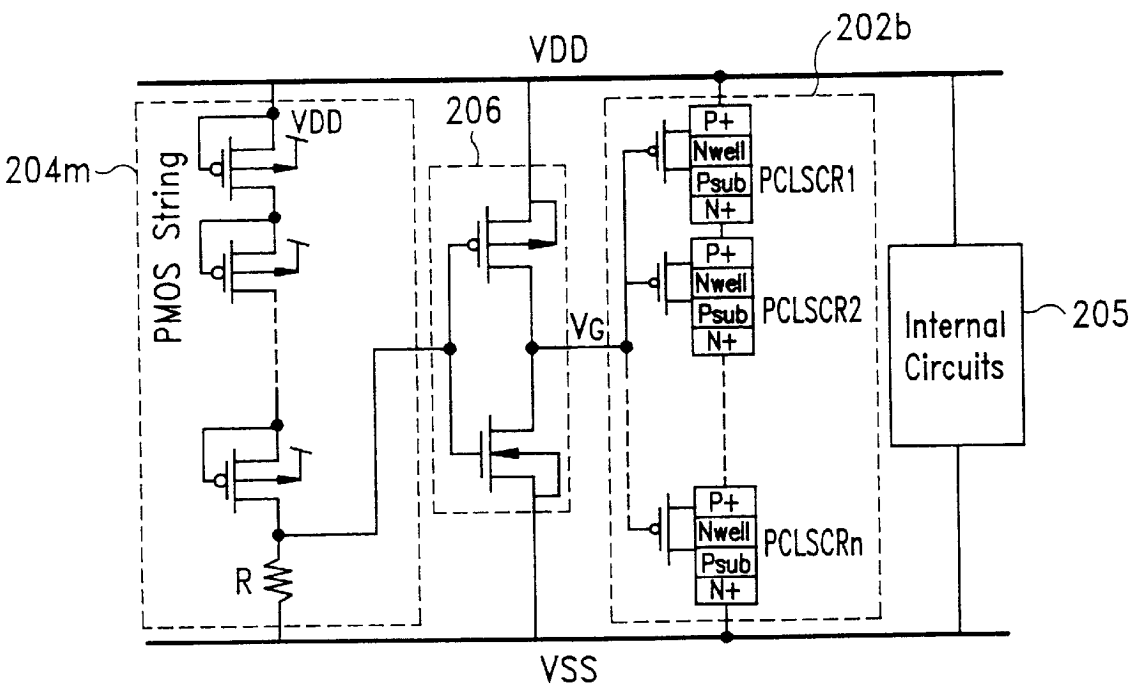 202b
VDD
204m
PMOS String
VDD
206
P+
Nwell
Psub
N+
PCLSCR1
P+
Nwell
Psub
N+
PCLSCR2
VG
Internal
Circuits
205
P+
Nwell
Psub
N+
PCLSCRn
R
VSS